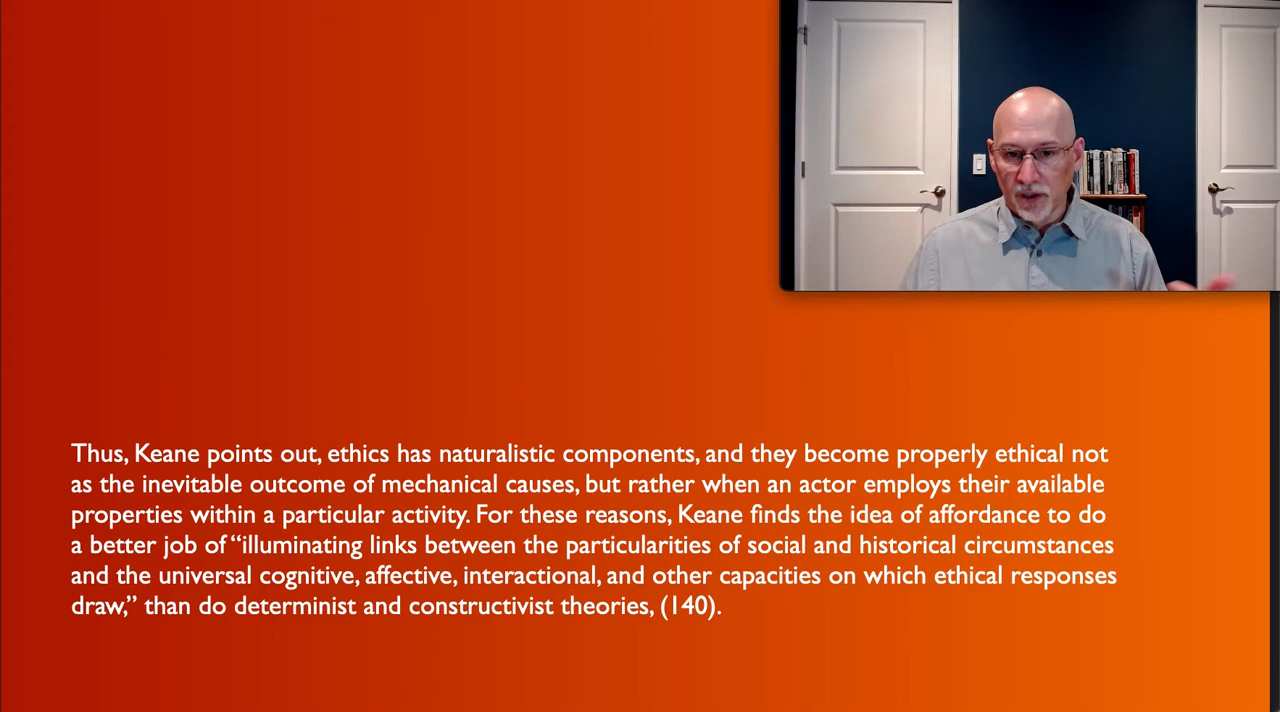 Thus, Keane points out, ethics has naturalistic components, and they become properly ethical not
as the inevitable outcome of mechanical causes, but rather when an actor employs their available
properties within a particular activity. For these reasons, Keane finds the idea of affordance to do
a better job of “illuminating links between the particularities of social and historical circumstances
and the universal cognitive, affective, interactional, and other capacities on which ethical responses
draw,” than do determinist and constructivist theories, (140).